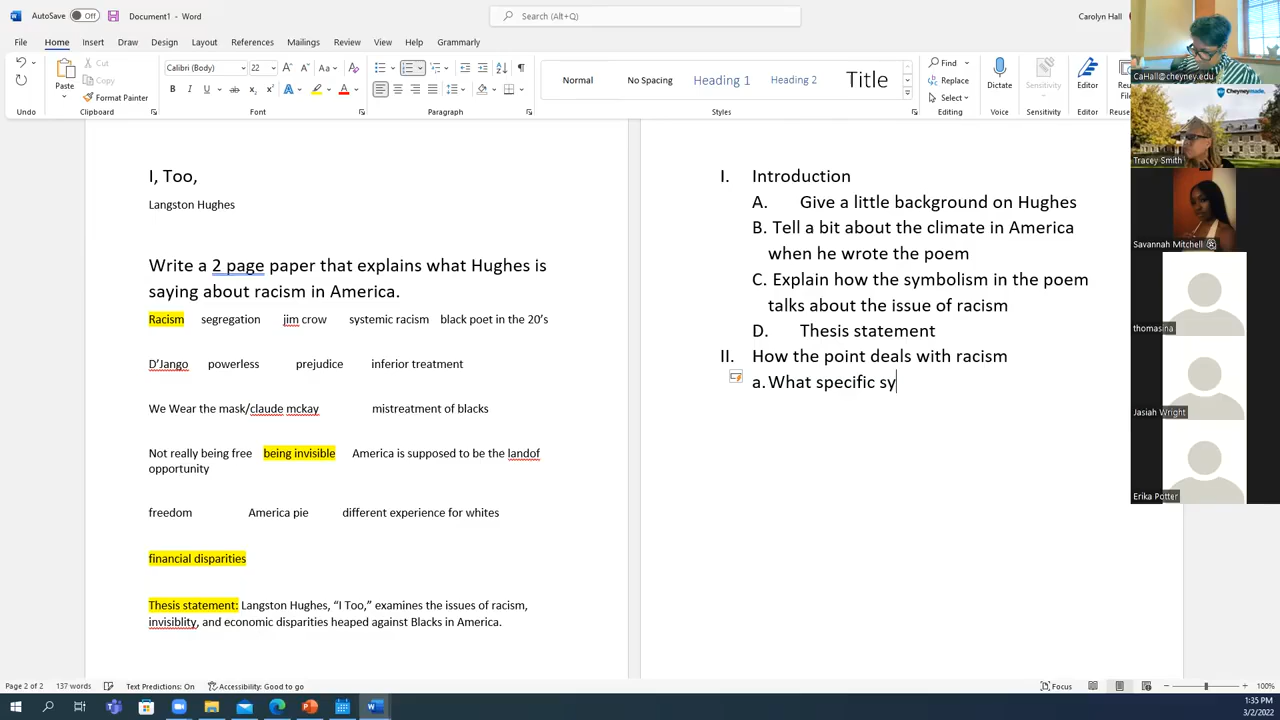 AutoSave Off Document1 - Word Search (Alt+Q) Carolyn Hall
File Home Insert Draw Design Layout References Mailings Review View Help Grammarly
Paste Cut Copy Format Painter
Calibri (Body) 22
Normal No Spacing Heading 1 Heading 2 Title
Find Replace Select
Dictate Sensitivity Editor
Undo Clipboard Font Paragraph Styles Editing Voice Sensitivity Editor Reuse
CaHall@cheyney.edu
Cheyneymade.
Tracey Smith
Savannah Mitchell
thomasina
Jasiah Wright
Erika Potter
I, Too,
Langston Hughes
Write a 2 page paper that explains what Hughes is
saying about racism in America.
Racism segregation jim crow systemic racism black poet in the 20's
D'Jango powerless prejudice inferior treatment
We Wear the mask/claude mckay mistreatment of blacks
Not really being free being invisible America is supposed to be the landof
opportunity
freedom America pie different experience for whites
financial disparities
Thesis statement: Langston Hughes, “I Too,” examines the issues of racism,
invisiblity, and economic disparities heaped against Blacks in America.
I. Introduction
A. Give a little background on Hughes
B. Tell a bit about the climate in America
when he wrote the poem
C. Explain how the symbolism in the poem
talks about the issue of racism
D. Thesis statement
II. How the point deals with racism
a. What specific sy
Page 2 of 2 137 words Text Predictions: On Accessibility: Good to go Focus 100%
1:35 PM
3/2/2022